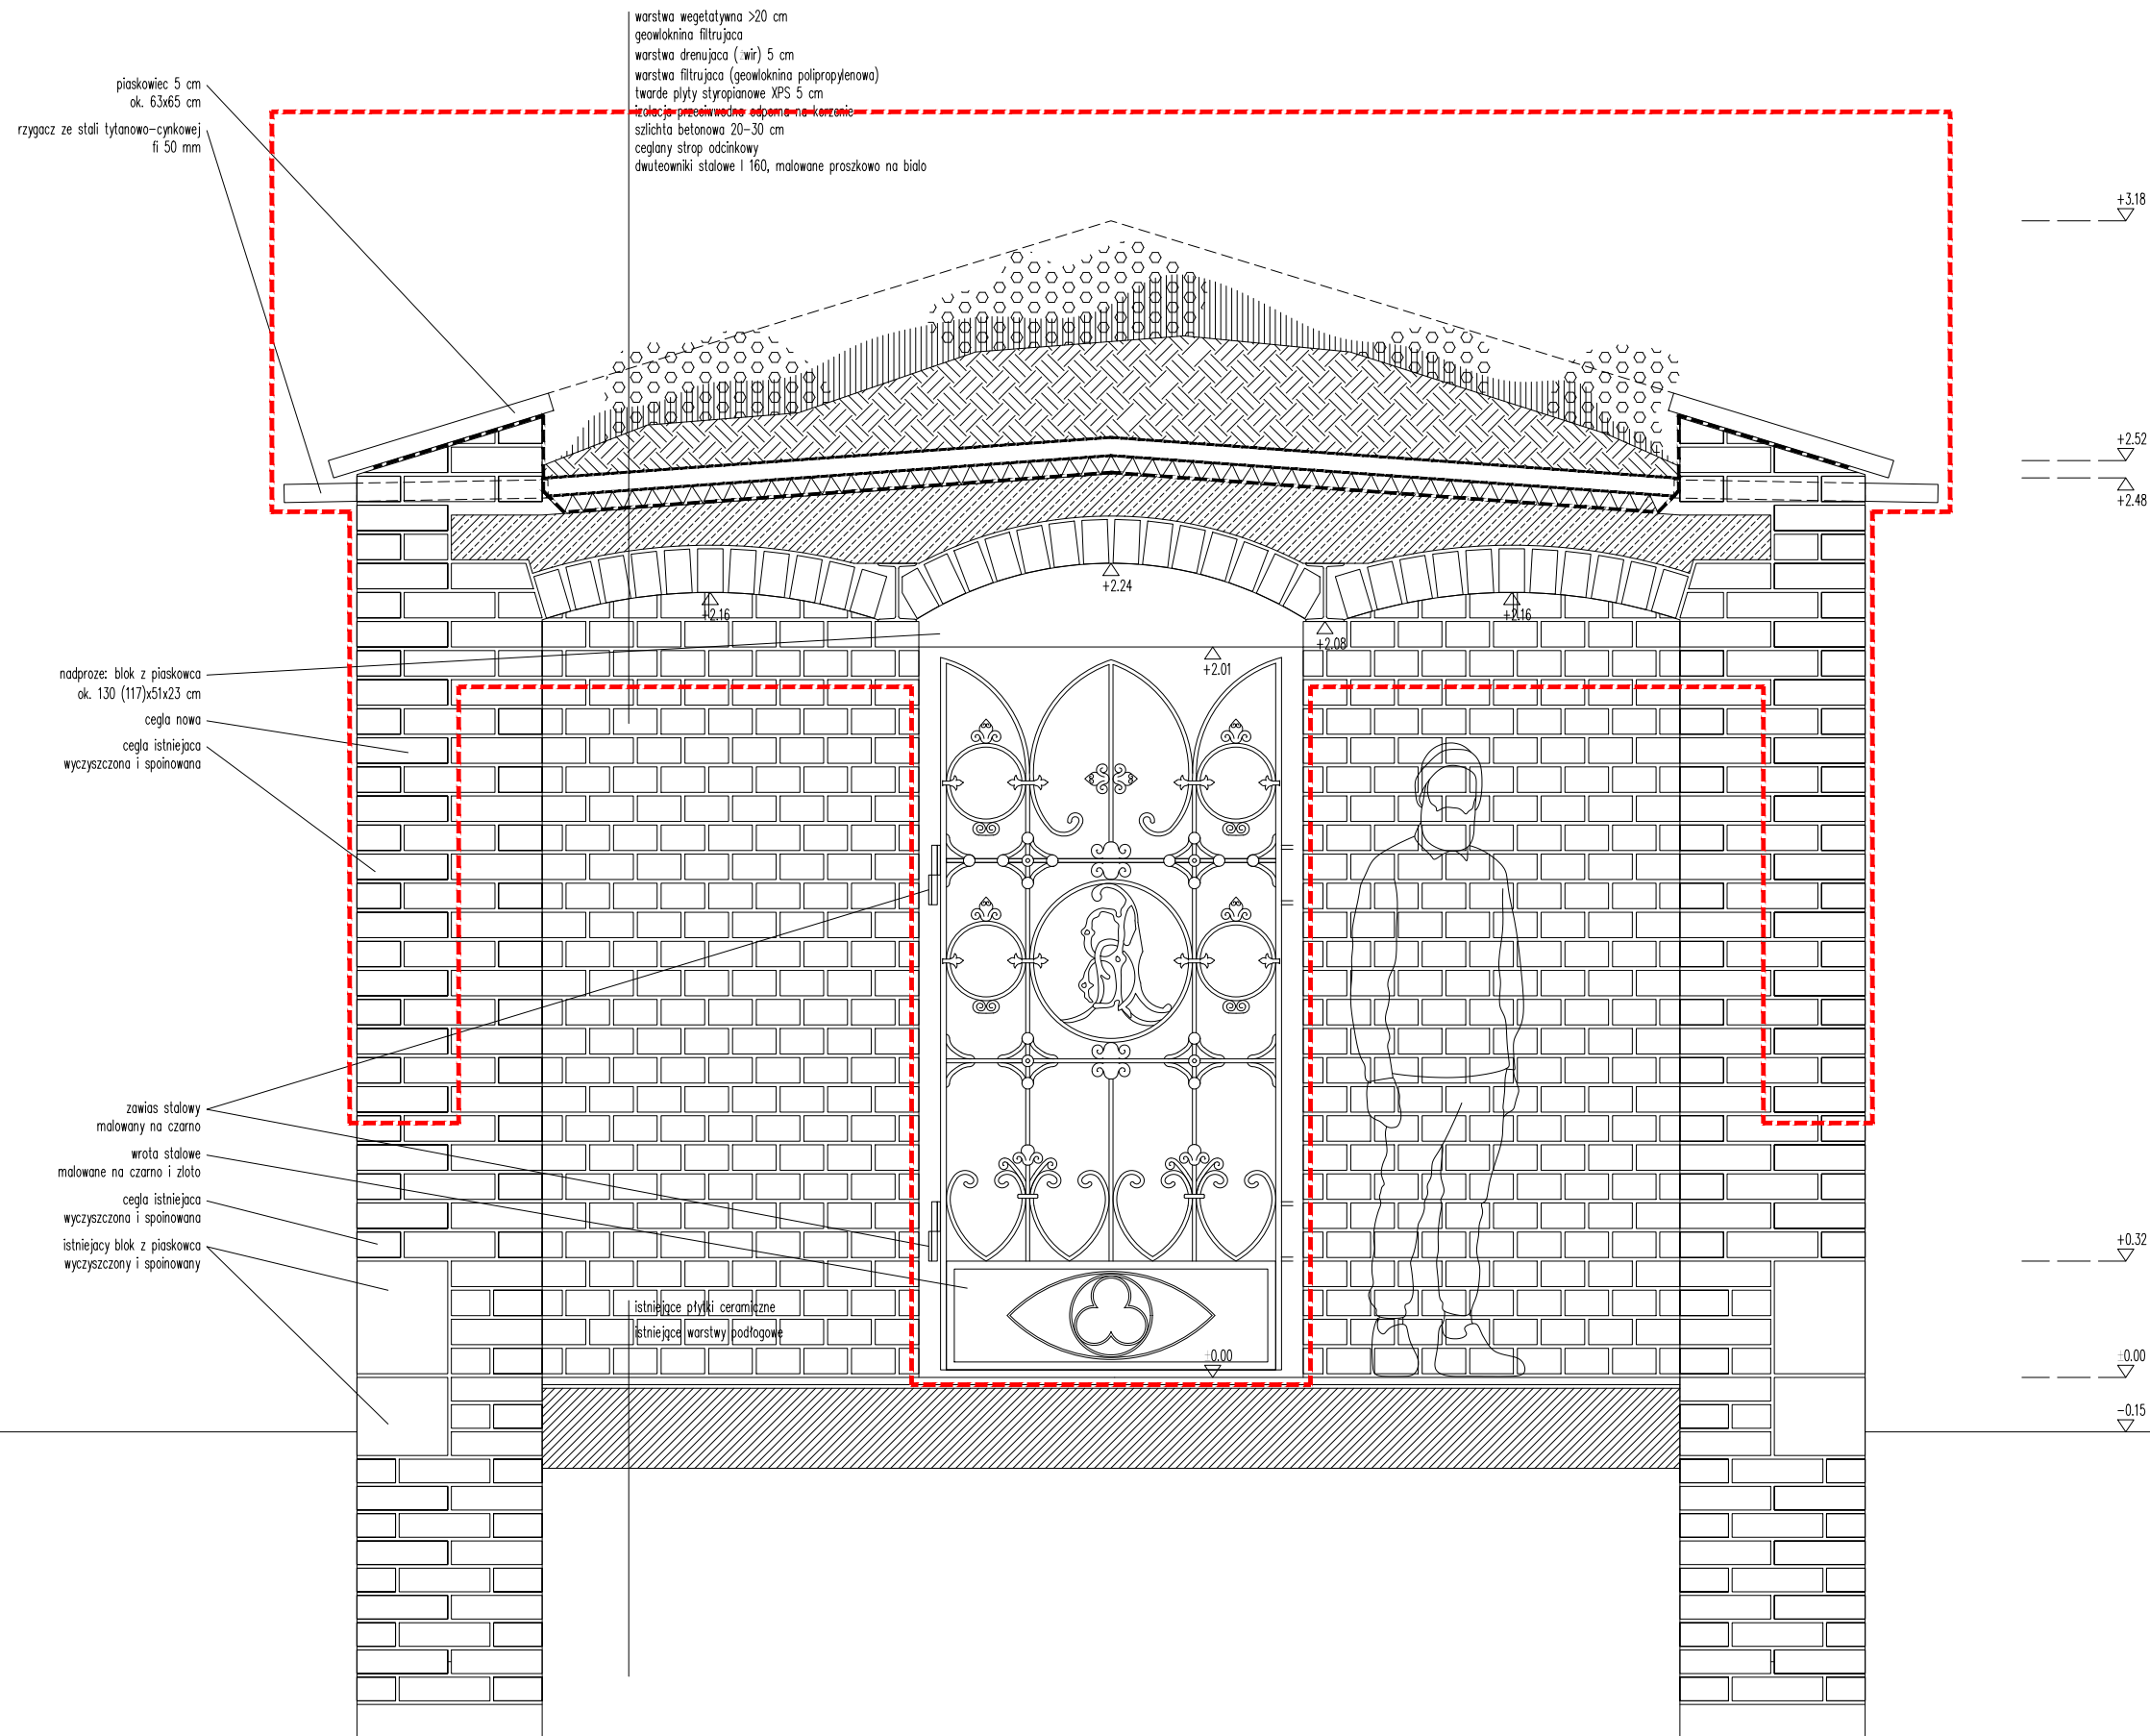 warstwa wegetatywna >20 cm
geowloknina filtrujaca
warstwa drenujaca (zwir) 5 cm
warstwa filtrujaca (geowloknina polipropylenowa)
twarde plyty styropianowe XPS 5 cm
izolacja przeciwwodna odporna na korzenie
szlichta betonowa 20-30 cm
ceglany strop odcinkowy
dwuteowniki stalowe I 160, malowane proszkowo na bialo
piaskowiec 5 cm
ok. 63x65 cm
rzygacz ze stali tytanowo-cynkowej
fi 50 mm
+3.18
+2.52
+2.48
+2.24
+2.16
+2.16
+2.08
+2.01
nadproze: blok z piaskowca
ok. 130 (117)x51x23 cm
cegla nowa
cegla istniejaca
wyczyszczona i spoinowana
zawias stalowy
malowany na czarno
wrota stalowe
malowane na czarno i zloto
cegla istniejaca
wyczyszczona i spoinowana
istniejacy blok z piaskowca
wyczyszczony i spoinowany
istniejące płytki ceramiczne
istniejące warstwy podłogowe
+0.32
±0.00
±0.00
-0.15